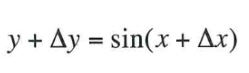 y + Δy = sin(x + Δx)